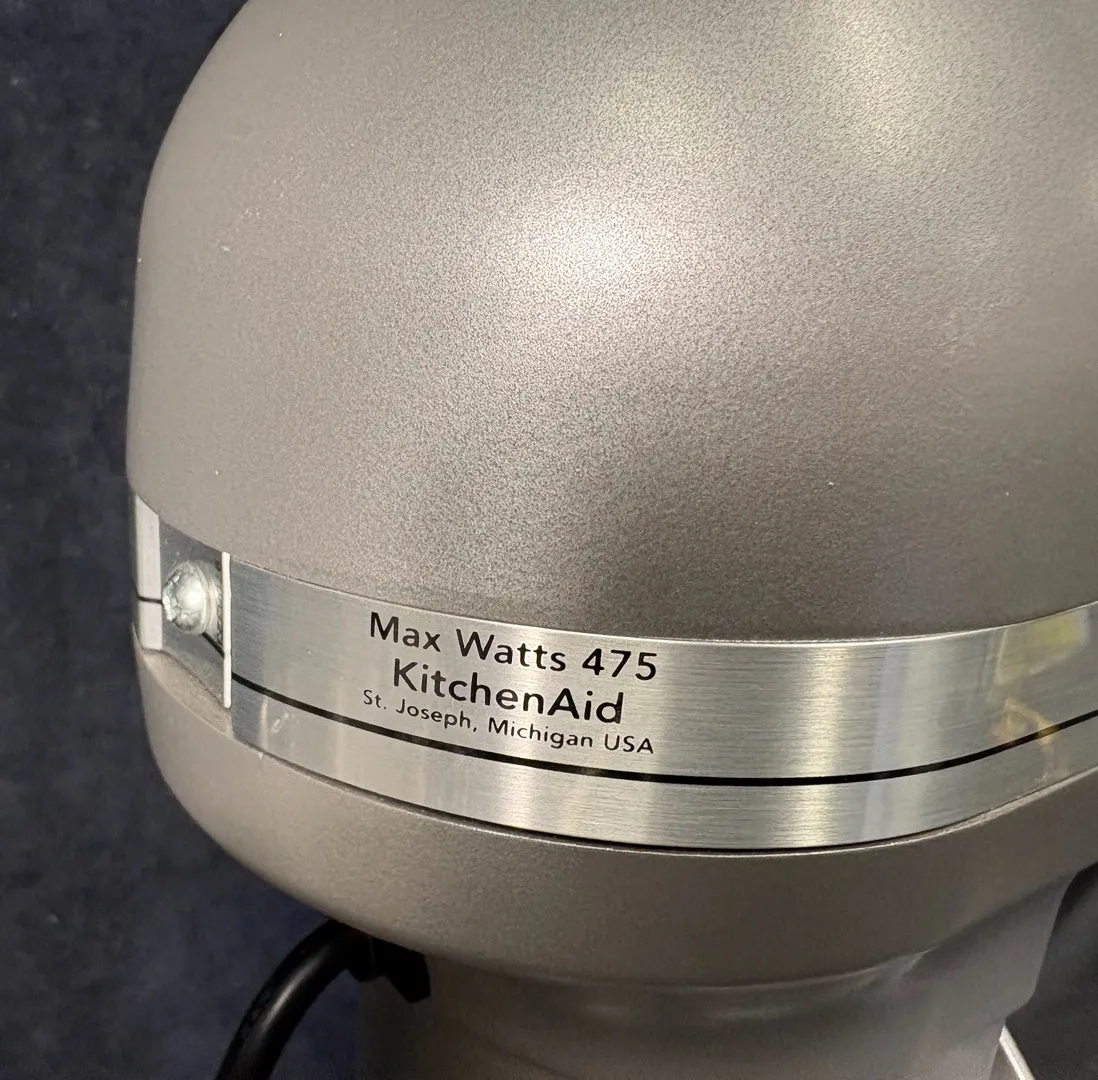 Max Watts 475
KitchenAid
St. Joseph, Michigan USA